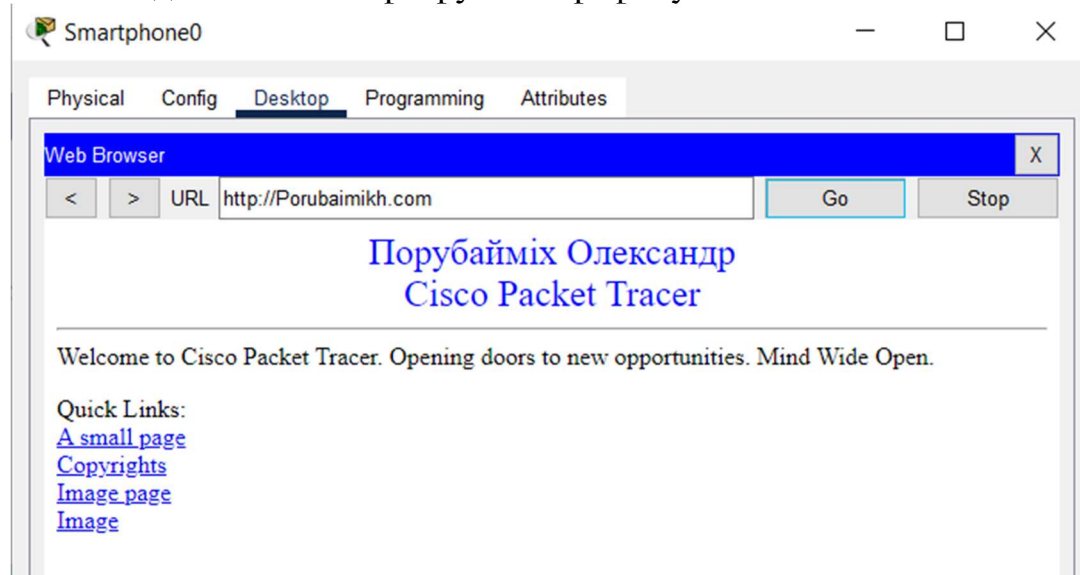 Smartphone0
Physical Config Desktop Programming Attributes
Web Browser X
< > URL http://Porubaimikh.com Go Stop
Порубайміх Олександр
Cisco Packet Tracer
Welcome to Cisco Packet Tracer. Opening doors to new opportunities. Mind Wide Open.
Quick Links:
A small page
Copyrights
Image page
Image